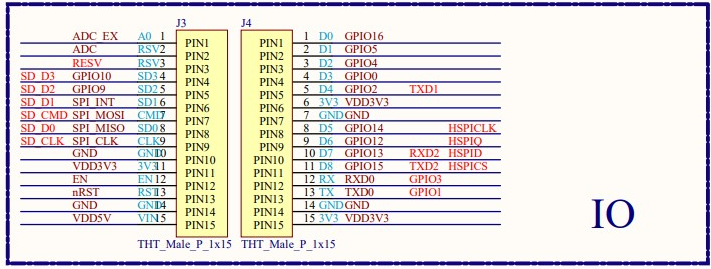 J3 J4
ADC_EX A0 1 PIN1 PIN1 1 D0 GPIO16
ADC RSV 2 PIN2 PIN2 2 D1 GPIO5
RESV RSV 3 PIN3 PIN3 3 D2 GPIO4
SD_D3 GPIO10 SD3 4 PIN4 PIN4 4 D3 GPIO0
SD_D2 GPIO9 SD2 5 PIN5 PIN5 5 D4 GPIO2 TXD1
SD_D1 SPI_INT SD1 6 PIN6 PIN6 6 3V3 VDD3V3
SD_CMD SPI_MOSI CMD 7 PIN7 PIN7 7 GND GND
SD_D0 SPI_MISO SD0 8 PIN8 PIN8 8 D5 GPIO14 HSPICLK
SD_CLK SPI_CLK CLK 9 PIN9 PIN9 9 D6 GPIO12 HSPIQ
GND GND 10 PIN10 PIN10 10 D7 GPIO13 RXD2 HSPID
VDD3V3 3V3 11 PIN11 PIN11 11 D8 GPIO15 TXD2 HSPICS
EN EN 12 PIN12 PIN12 12 RX RXD0 GPIO3
nRST RST 13 PIN13 PIN13 13 TX TXD0 GPIO1
GND GND 14 PIN14 PIN14 14 GND GND
VDD5V VIN 15 PIN15 PIN15 15 3V3 VDD3V3
THT_Male_P_1x15 THT_Male_P_1x15
IO